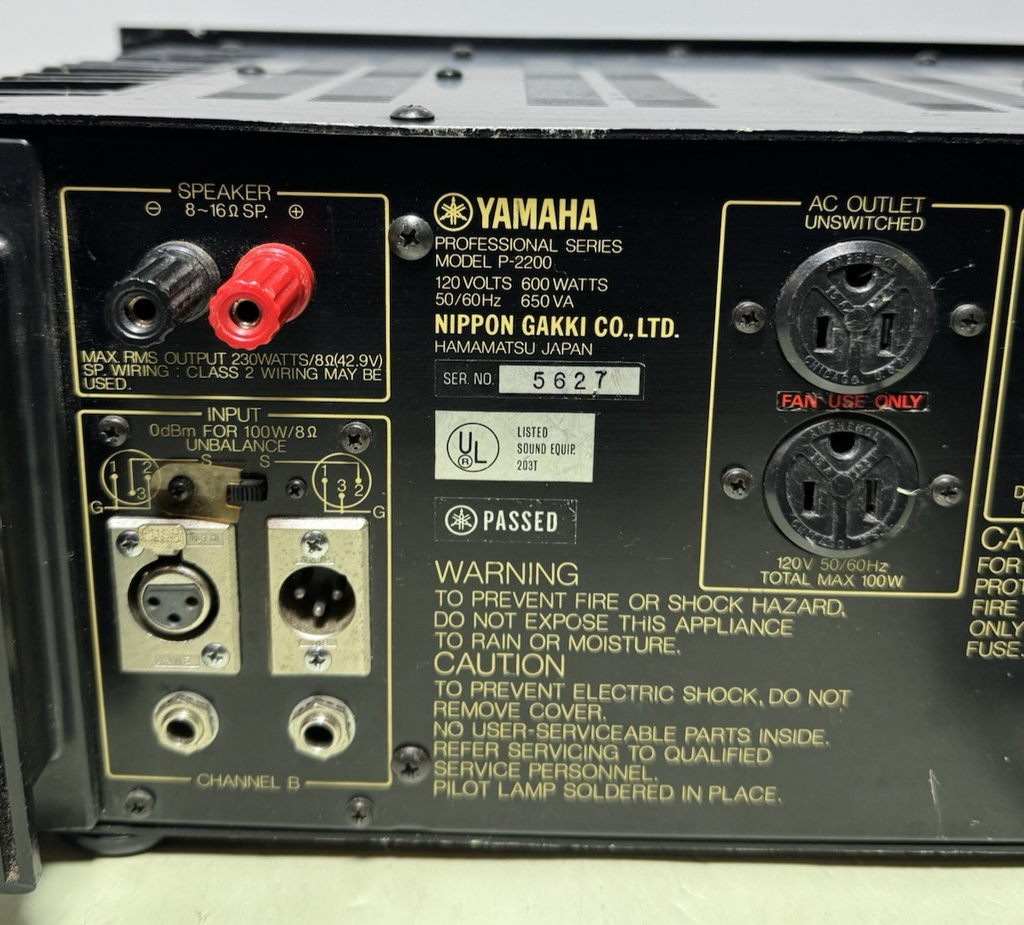 SPEAKER
8~16Ω SP.
⊖ ⊕
MAX. RMS OUTPUT 230WATTS/8Ω(42.9V)
SP. WIRING : CLASS 2 WIRING MAY BE
USED.
INPUT
0dBm FOR 100W/8Ω
UNBALANCE
S S
1 2 3 G
1 3 2 G
PUSH
CHANNEL B
YAMAHA
PROFESSIONAL SERIES
MODEL P-2200
120 VOLTS 600 WATTS
50/60Hz 650 VA
NIPPON GAKKI CO., LTD.
HAMAMATSU JAPAN
SER. NO. 5627
UL ®
LISTED
SOUND EQUIP.
203T
PASSED
WARNING
TO PREVENT FIRE OR SHOCK HAZARD,
DO NOT EXPOSE THIS APPLIANCE
TO RAIN OR MOISTURE.
CAUTION
TO PREVENT ELECTRIC SHOCK, DO NOT
REMOVE COVER.
NO USER-SERVICEABLE PARTS INSIDE.
REFER SERVICING TO QUALIFIED
SERVICE PERSONNEL.
PILOT LAMP SOLDERED IN PLACE.
AC OUTLET
UNSWITCHED
FAN USE ONLY
AMPHENOL
120V 50/60Hz
TOTAL MAX 100W
CA
FOR
PROT
FIRE
ONLY
FUSE.